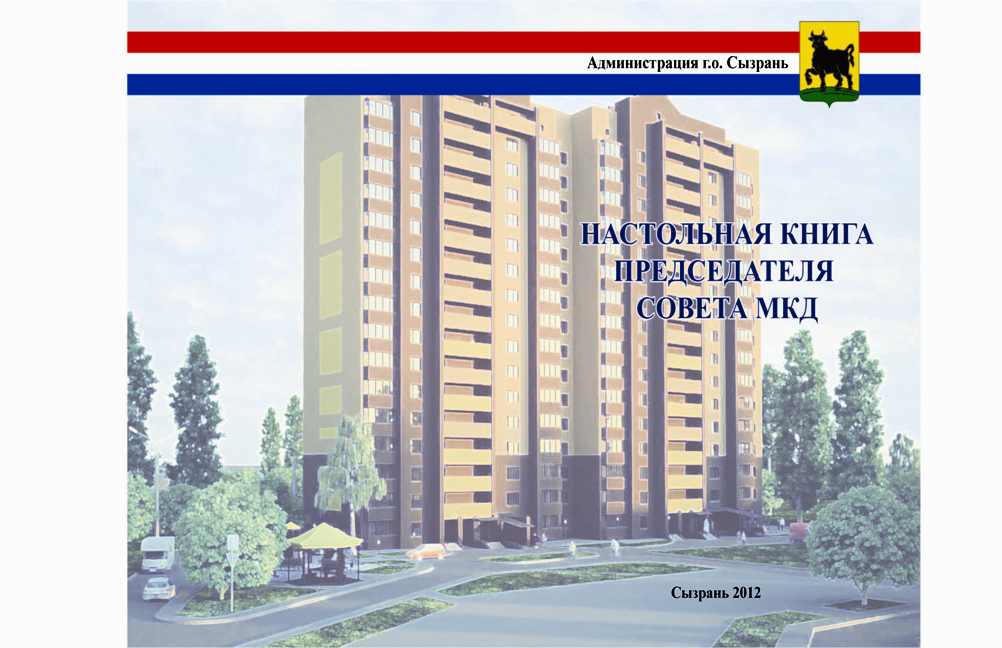 Администрация г.о. Сызрань
НАСТОЛЬНАЯ КНИГА
ПРЕДСЕДАТЕЛЯ
СОВЕТА МКД
Сызрань 2012